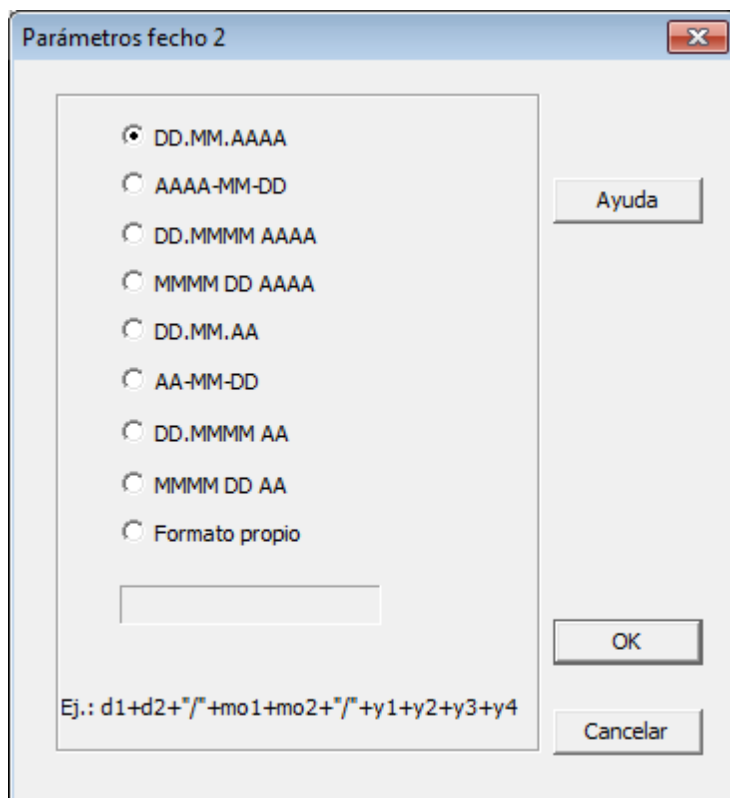 Parámetros fecho 2
DD.MM.AAAA
AAAA-MM-DD
Ayuda
DD.MMMM AAAA
MMMM DD AAAA
DD.MM.AA
AA-MM-DD
DD.MMMM AA
MMMM DD AA
Formato propio
OK
Ej.: d1+d2+"/"+mo1+mo2+"/"+y1+y2+y3+y4
Cancelar